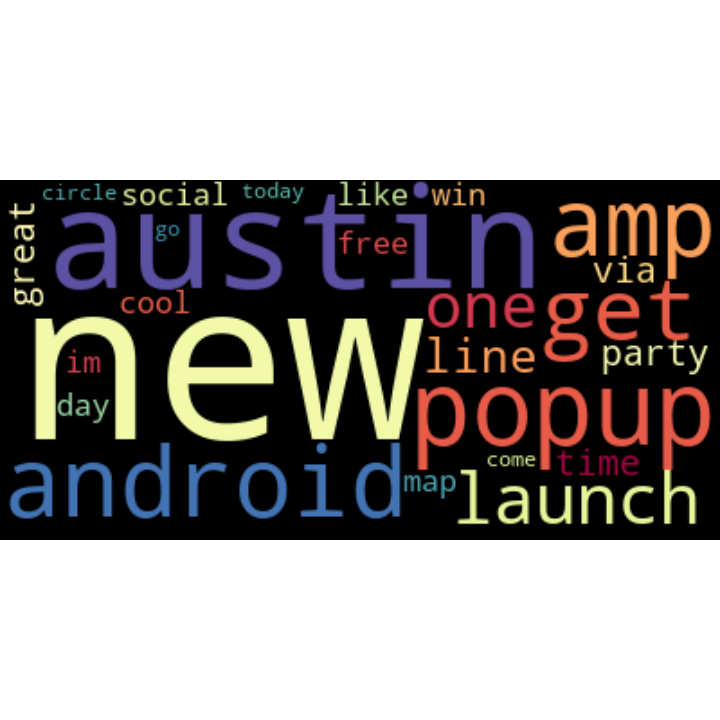 circle social today like win
great
austin
go
free
amp
via
cool
one
get
new
im
line
party
day
popup
android
come
time
map
launch